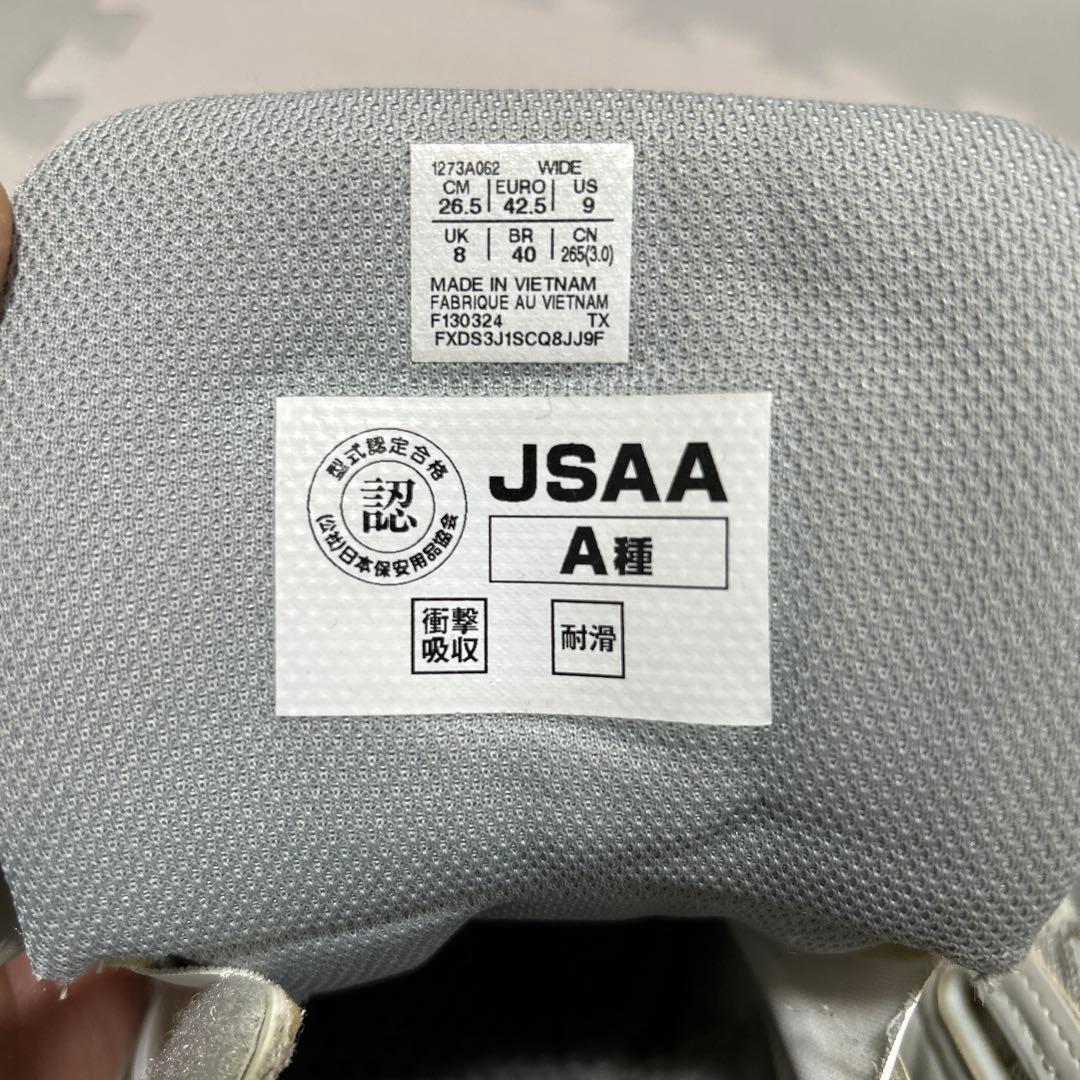 1273A062 WIDE
CM | EURO | US
26.5 | 42.5 | 9
UK | BR | CN
8 | 40 | 265(3.0)
MADE IN VIETNAM
FABRIQUE AU VIETNAM
F130324 TX
FXDS3J1SCQ8JJ9F
型式認定合格
認
(公社)日本保安用品協会
JSAA
A種
衝撃
吸収
耐滑